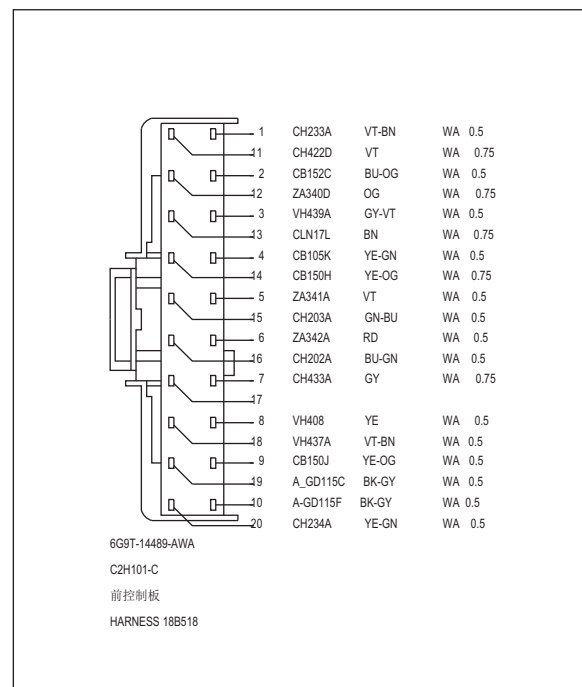 1 CH233A VT-BN WA 0.5
11 CH422D VT WA 0.75
2 CB152C BU-OG WA 0.5
12 ZA340D OG WA 0.75
3 VH439A GY-VT WA 0.5
13 CLN17L BN WA 0.75
4 CB105K YE-GN WA 0.5
14 CB150H YE-OG WA 0.75
5 ZA341A VT WA 0.5
15 CH203A GN-BU WA 0.5
6 ZA342A RD WA 0.5
16 CH202A BU-GN WA 0.5
7 CH433A GY WA 0.75
17
8 VH408 YE WA 0.5
18 VH437A VT-BN WA 0.5
9 CB150J YE-OG WA 0.5
19 A_GD115C BK-GY WA 0.5
10 A-GD115F BK-GY WA 0.5
20 CH234A YE-GN WA 0.5
6G9T-14489-AWA
C2H101-C
前控制板
HARNESS 18B518